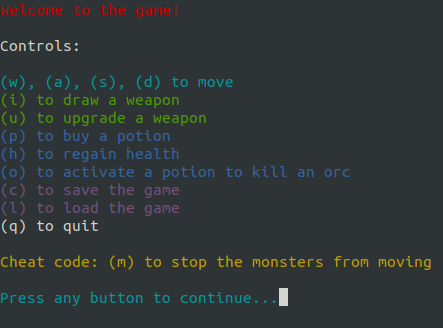 Welcome to the game!
Controls:
(w), (a), (s), (d) to move
(i) to draw a weapon
(u) to upgrade a weapon
(p) to buy a potion
(h) to regain health
(o) to activate a potion to kill an orc
(c) to save the game
(l) to load the game
(q) to quit
Cheat code: (m) to stop the monsters from moving
Press any button to continue...